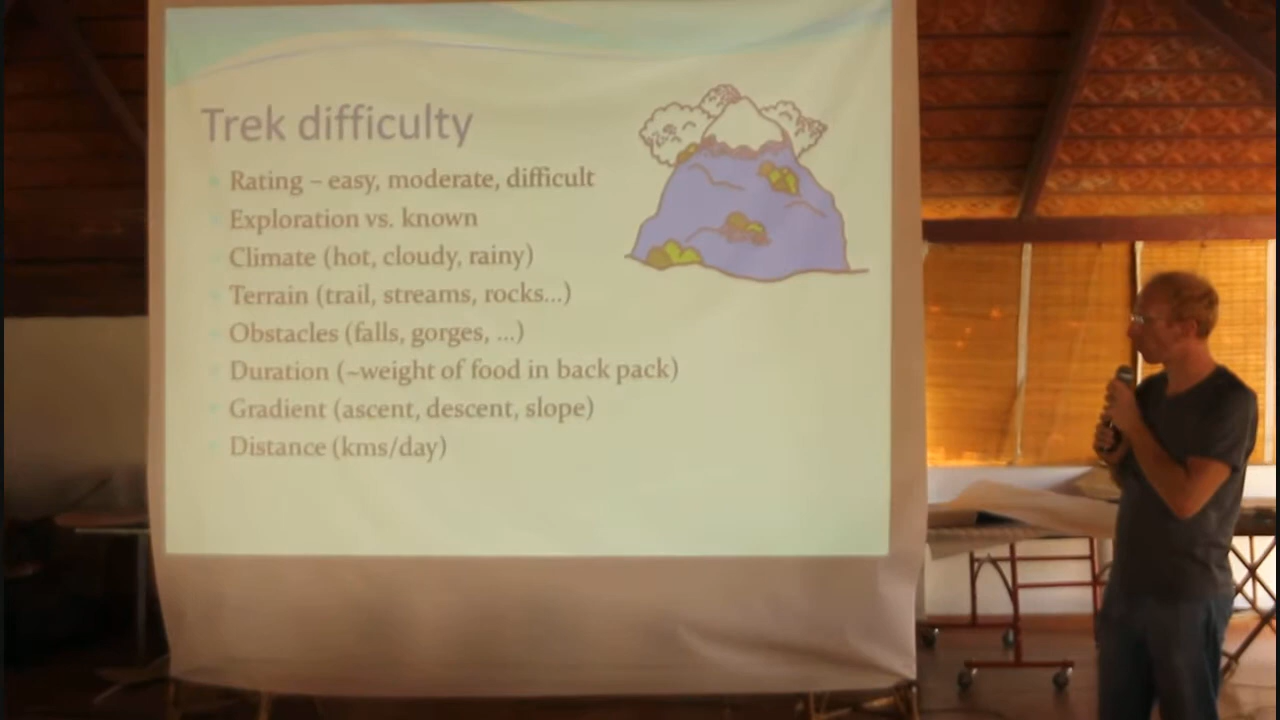 Trek difficulty
Rating – easy, moderate, difficult
Exploration vs. known
Climate (hot, cloudy, rainy)
Terrain (trail, streams, rocks...)
Obstacles (falls, gorges, ...)
Duration (~weight of food in back pack)
Gradient (ascent, descent, slope)
Distance (kms/day)